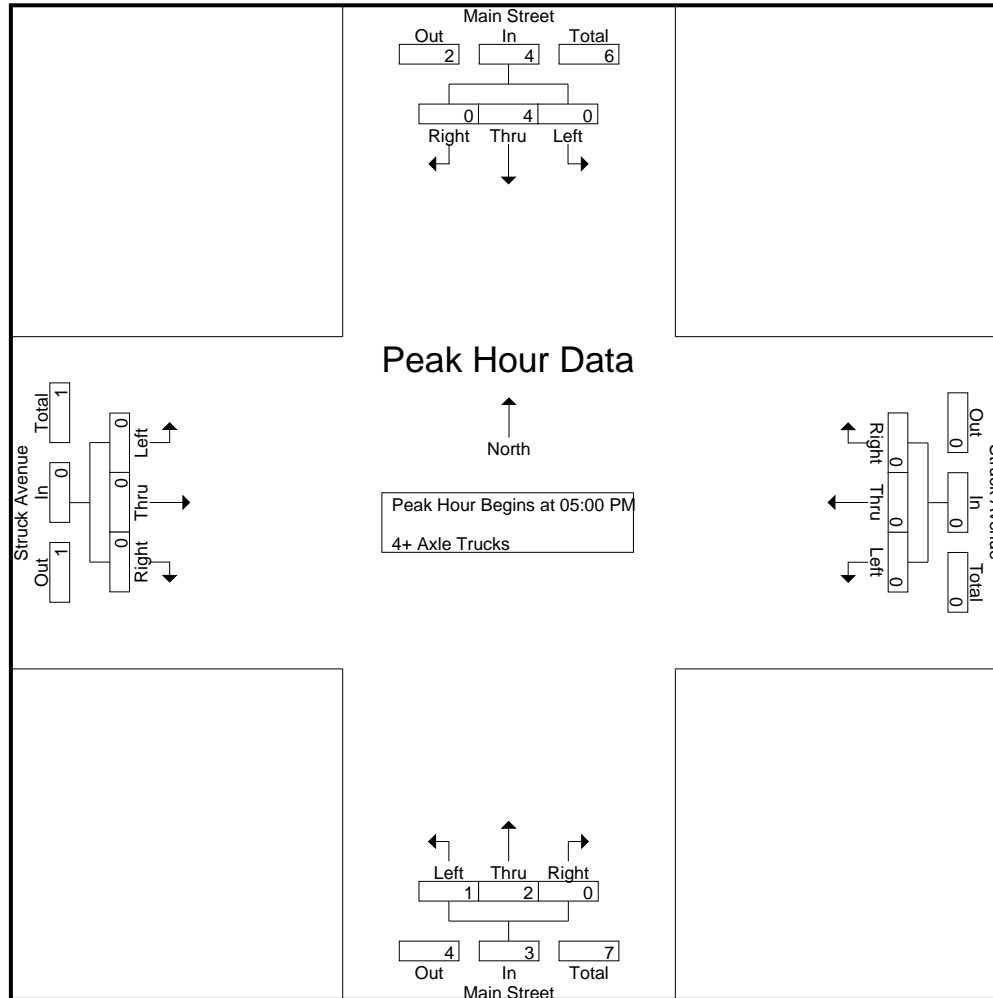 Main Street
Out In Total
2 4 6
0 4 0
Right Thru Left
Peak Hour Data
North
Peak Hour Begins at 05:00 PM
4+ Axle Trucks
Struck Avenue
Out In Total
1 0 1
0 0 0
Left Thru Right
Out In Total
0 0 0
Right Thru Left
0 0 0
Left Thru Right
1 2 0
4 3 7
Out In Total
Main Street